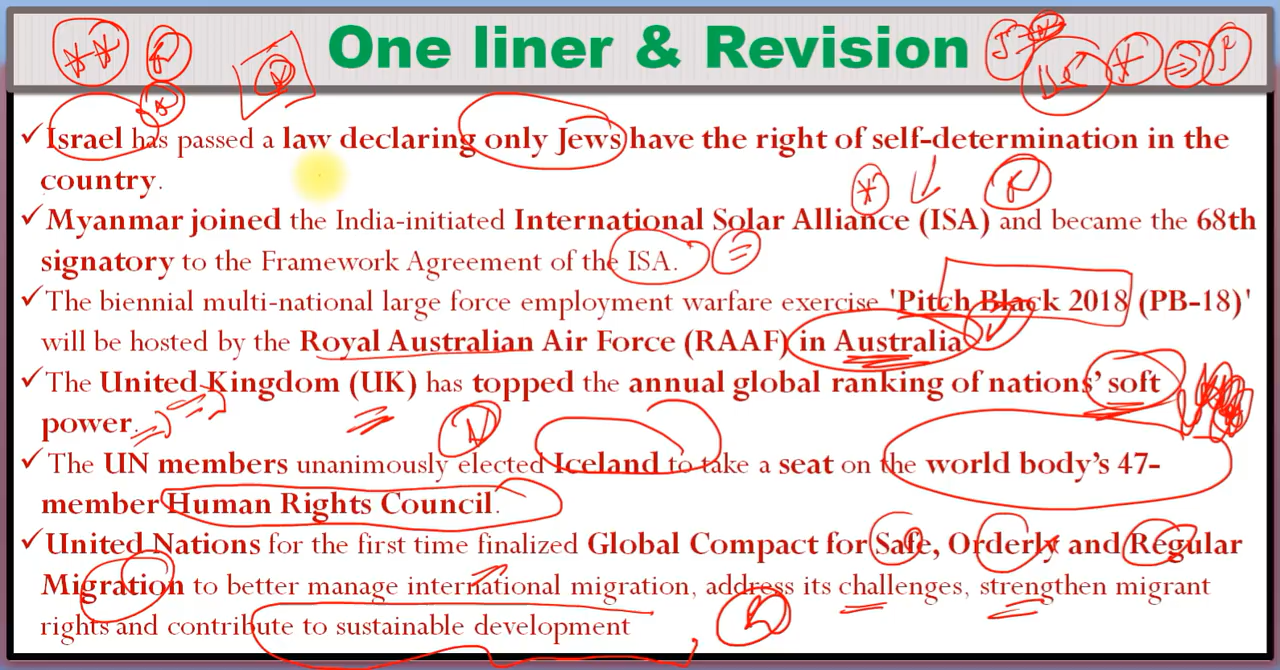 One liner & Revision
✓Israel has passed a law declaring only Jews have the right of self-determination in the
country.
✓Myanmar joined the India-initiated International Solar Alliance (ISA) and became the 68th
signatory to the Framework Agreement of the ISA.
✓The biennial multi-national large force employment warfare exercise 'Pitch Black 2018 (PB-18)'
will be hosted by the Royal Australian Air Force (RAAF) in Australia.
✓The United Kingdom (UK) has topped the annual global ranking of nations' soft
power.
✓The UN members unanimously elected Iceland to take a seat on the world body's 47-
member Human Rights Council.
✓United Nations for the first time finalized Global Compact for Safe, Orderly and Regular
Migration to better manage international migration, address its challenges, strengthen migrant
rights and contribute to sustainable development